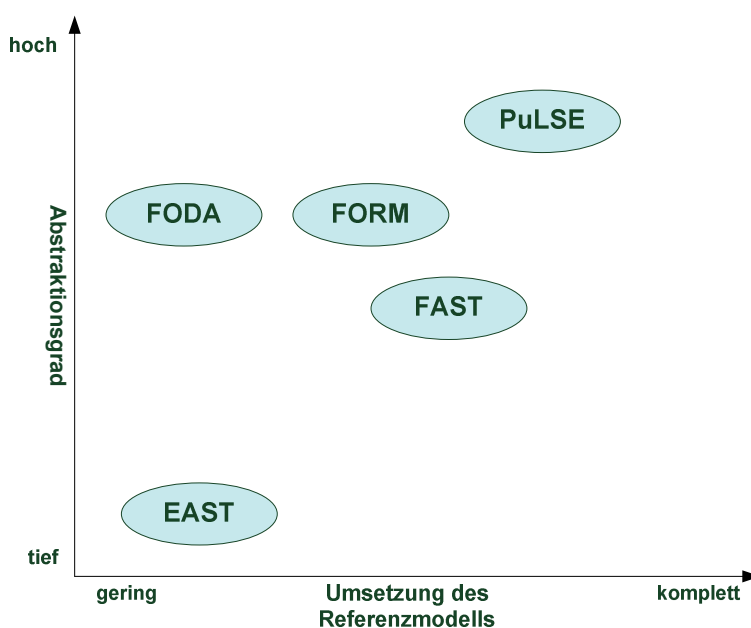 hoch
PuLSE
FODA
FORM
Abstraktionsgrad
FAST
EAST
tief
gering
Umsetzung des
Referenzmodells
komplett